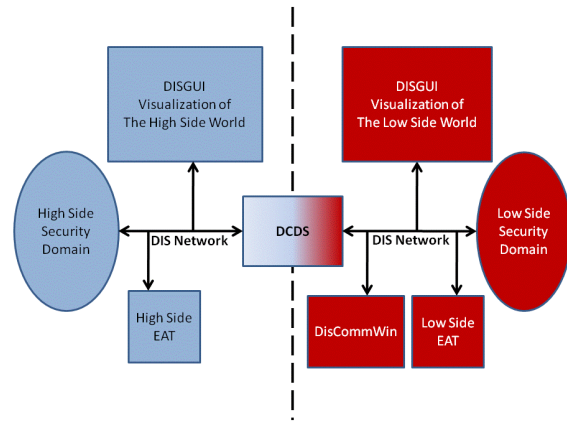 DISGUI
Visualization of
The High Side World
DISGUI
Visualization of
The Low Side World
High Side
Security
Domain
DIS Network
DCDS
DIS Network
Low Side
Security
Domain
High Side
EAT
DisCommWin
Low Side
EAT